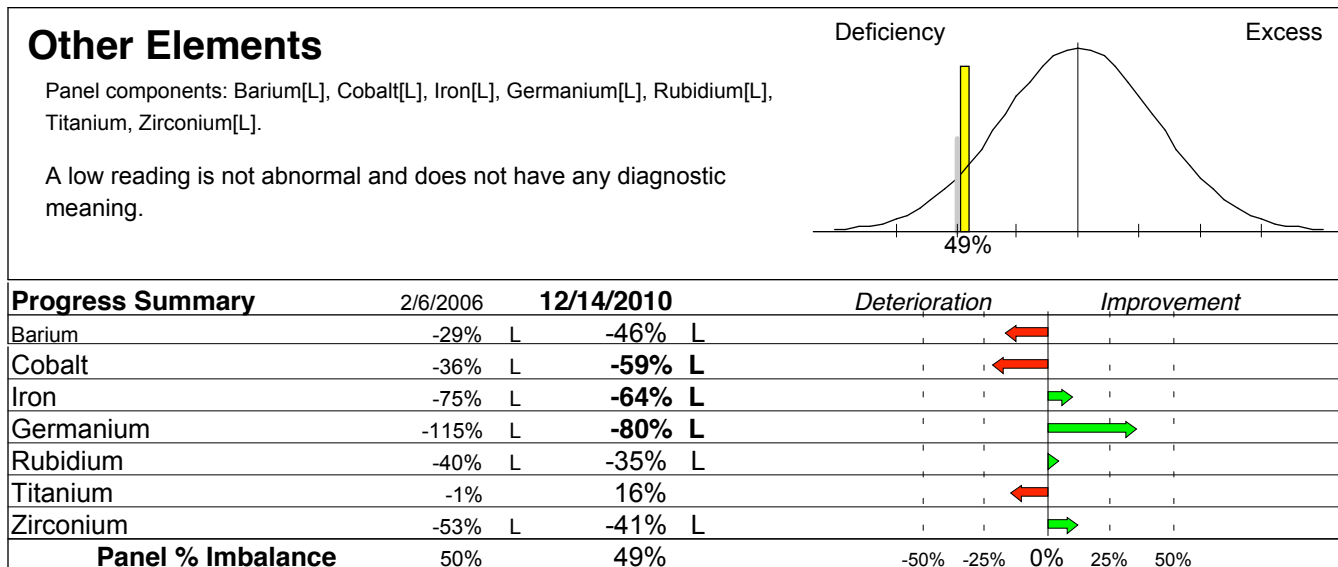 Other Elements
Panel components: Barium[L], Cobalt[L], Iron[L], Germanium[L], Rubidium[L],
Titanium, Zirconium[L].
A low reading is not abnormal and does not have any diagnostic
meaning.
Deficiency Excess
49%
Progress Summary 2/6/2006 12/14/2010 Deterioration Improvement
Barium -29% L -46% L
Cobalt -36% L -59% L
Iron -75% L -64% L
Germanium -115% L -80% L
Rubidium -40% L -35% L
Titanium -1% 16%
Zirconium -53% L -41% L
Panel % Imbalance 50% 49% -50% -25% 0% 25% 50%